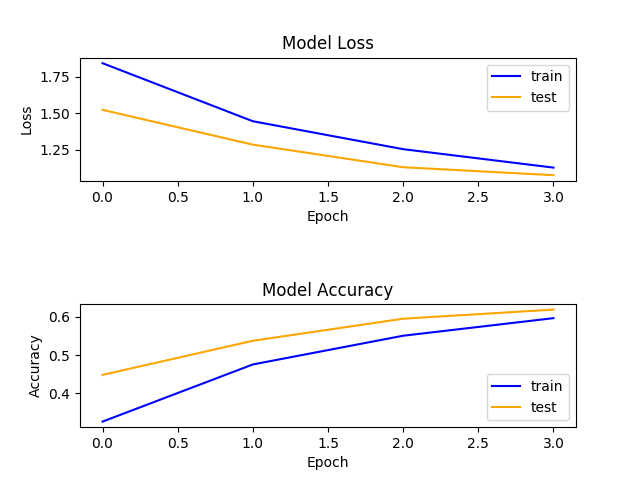 Model Loss
Loss
1.75
1.50
1.25
train
test
0.0 0.5 1.0 1.5 2.0 2.5 3.0
Epoch
Model Accuracy
Accuracy
0.6
0.5
0.4
train
test
0.0 0.5 1.0 1.5 2.0 2.5 3.0
Epoch